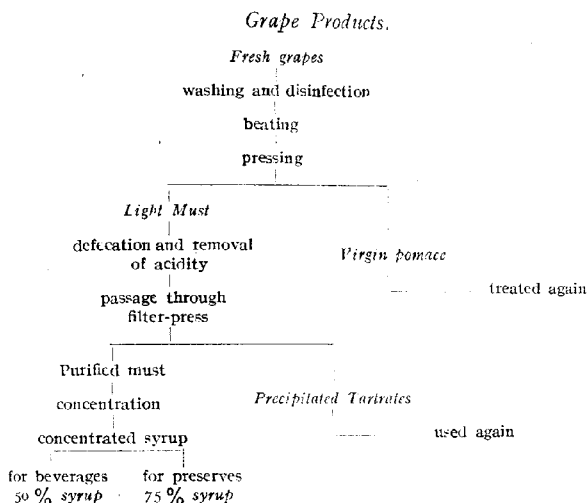 Grape Products.
Fresh grapes
washing and disinfection
beating
pressing
Light Must
defecation and removal
of acidity
Virgin pomace
treated again
passage through
filter-press
Purified must
concentration
Precipitated Tartrates
concentrated syrup
used again
for beverages
50 % syrup
for preserves
75 % syrup